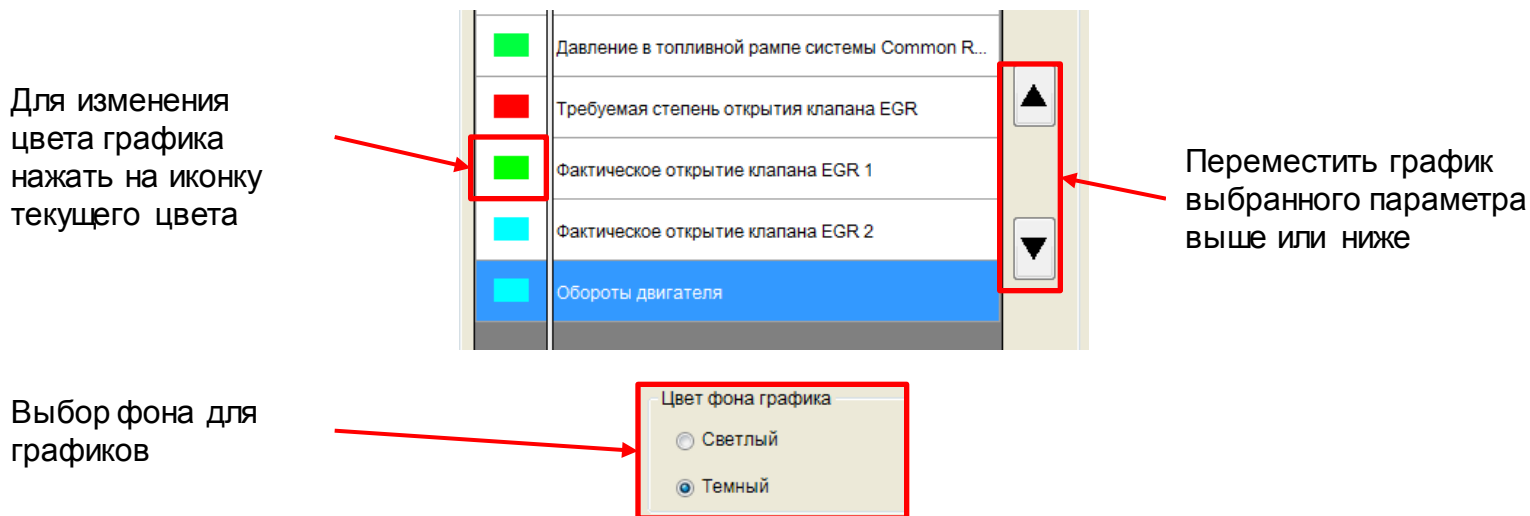 Для изменения
цвета графика
нажать на иконку
текущего цвета
Давление в топливной рампе системы Common R...
Требуемая степень открытия клапана EGR
Фактическое открытие клапана EGR 1
Фактическое открытие клапана EGR 2
Обороты двигателя
Переместить график
выбранного параметра
выше или ниже
Выбор фона для
графиков
Цвет фона графика
Светлый
Темный